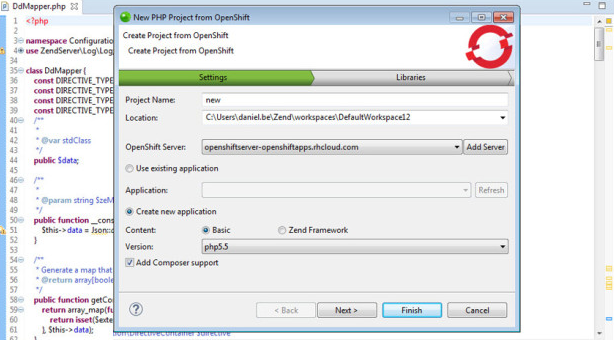 DdMapper.php
New PHP Project from OpenShift
Create Project from OpenShift
Create Project from OpenShift
Settings
Libraries
Project Name: new
Location: C:\Users\daniel.be\Zend\workspaces\DefaultWorkspace12
OpenShift Server: openshiftserver-openshiftapps.rhcloud.com Add Server
Use existing application
Application: Refresh
Create new application
Content: Basic Zend Framework
Version: php5.5
Add Composer support
? < Back Next > Finish Cancel
1 <?php
2
3 namespace Configuration
4 use ZendServer\Log\Log,
34
35 class DdMapper {
36 const DIRECTIVE_TYPE
37 const DIRECTIVE_TYPE
38 const DIRECTIVE_TYPE
39 const DIRECTIVE_TYPE
40 /**
41 *
42 * @var stdClass
43 */
44 public $data;
45
46 /**
47 *
48 * @param string $zeM
49 */
50 public function __cons
51 $this->data = Json::
52 }
53
54 /**
55 * Generate a map that
56 * @return array[boole
57 */
58 public function getCo
59 return array_map(fu
60 return isset($exte
61 }, $this->data);
62